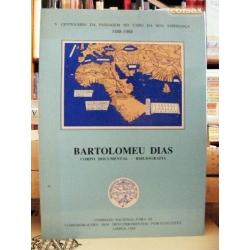 V CENTENÁRIO DA PASSAGEM DO CABO DA BOA ESPERANÇA
1488-1988
BARTOLOMEU DIAS
CORPO DOCUMENTAL - BIBLIOGRAFIA
COMISSÃO NACIONAL PARA AS
COMEMORAÇÕES DOS DESCOBRIMENTOS PORTUGUESES
LISBOA, 1988